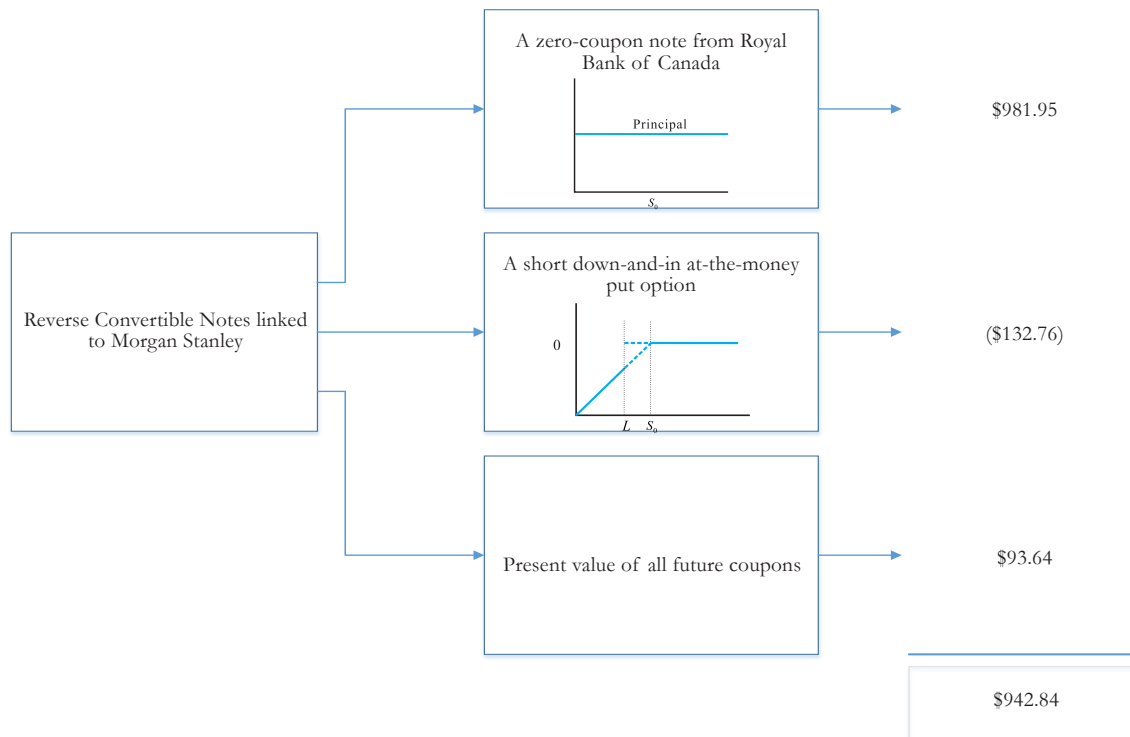 A zero-coupon note from Royal
Bank of Canada
Principal
S₀
$981.95
Reverse Convertible Notes linked
to Morgan Stanley
A short down-and-in at-the-money
put option
0
L S₀
($132.76)
Present value of all future coupons
$93.64
$942.84